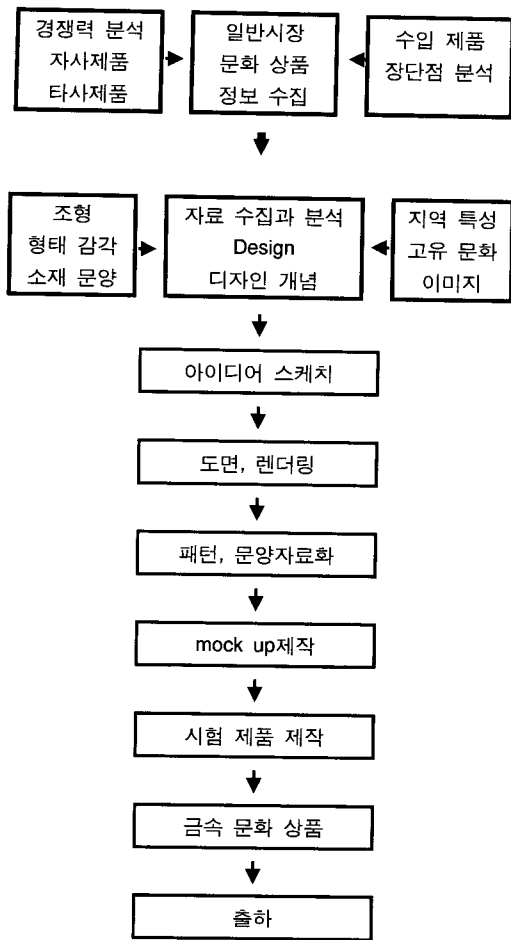 경쟁력 분석
자사제품
타사제품
일반시장
문화 상품
정보 수집
수입 제품
장단점 분석
조형
형태 감각
소재 문양
자료 수집과 분석
Design
디자인 개념
지역 특성
고유 문화
이미지
아이디어 스케치
도면, 렌더링
패턴, 문양자료화
mock up제작
시험 제품 제작
금속 문화 상품
출하